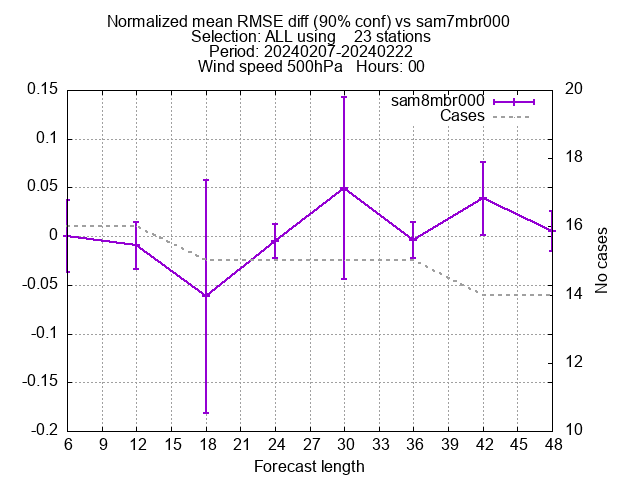 Normalized mean RMSE diff (90% conf) vs sam7mbr000
Selection: ALL using    23 stations
Period: 20240207-20240222
Wind speed 500hPa   Hours: 00
0.15
0.1
0.05
0
-0.05
-0.1
-0.15
-0.2
20
18
16
14
12
10
No cases
sam8mbr000
Cases
6 9 12 15 18 21 24 27 30 33 36 39 42 45 48
Forecast length